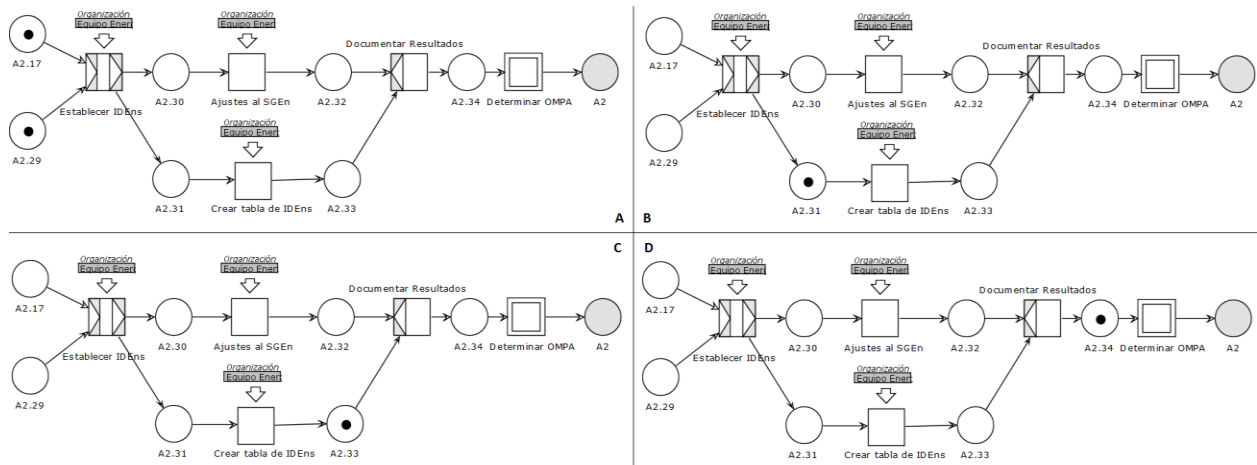 Organización
Equipo Ener
Organización
Equipo Ener
Documentar Resultados
A2.17
A2.30
Ajustes al SGEn
A2.32
A2.34
Determinar OMPA
A2
Establecer IDEns
Organización
Equipo Ener
A2.29
A2.31
Crear tabla de IDEns
A2.33
A
Organización
Equipo Ener
Organización
Equipo Ener
Documentar Resultados
A2.17
A2.30
Ajustes al SGEn
A2.32
A2.34
Determinar OMPA
A2
Establecer IDEns
Organización
Equipo Ener
A2.29
A2.31
Crear tabla de IDEns
A2.33
B
C
Organización
Equipo Ener
Organización
Equipo Ener
Documentar Resultados
A2.17
A2.30
Ajustes al SGEn
A2.32
A2.34
Determinar OMPA
A2
Establecer IDEns
Organización
Equipo Ener
A2.29
A2.31
Crear tabla de IDEns
A2.33
D
Organización
Equipo Ener
Organización
Equipo Ener
Documentar Resultados
A2.17
A2.30
Ajustes al SGEn
A2.32
A2.34
Determinar OMPA
A2
Establecer IDEns
Organización
Equipo Ener
A2.29
A2.31
Crear tabla de IDEns
A2.33